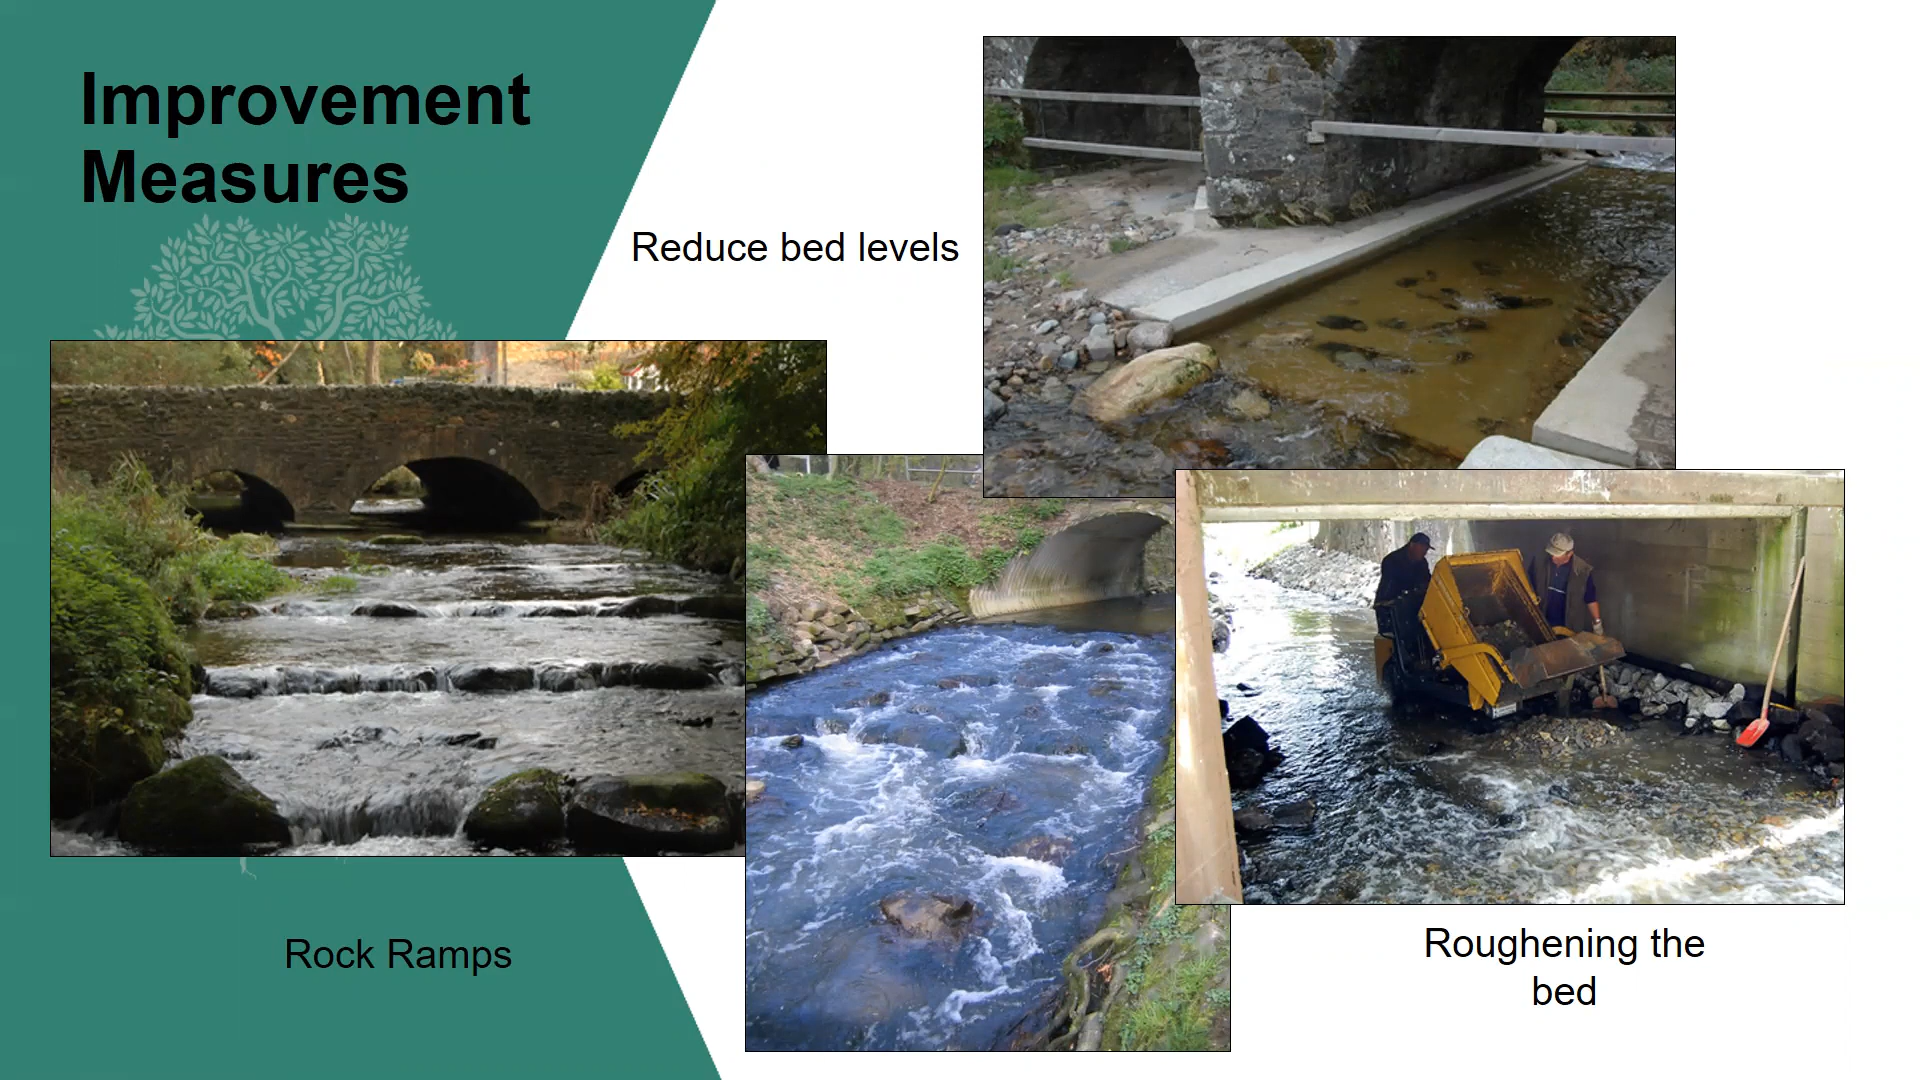 Improvement
Measures
Reduce bed levels
Rock Ramps
Roughening the
bed